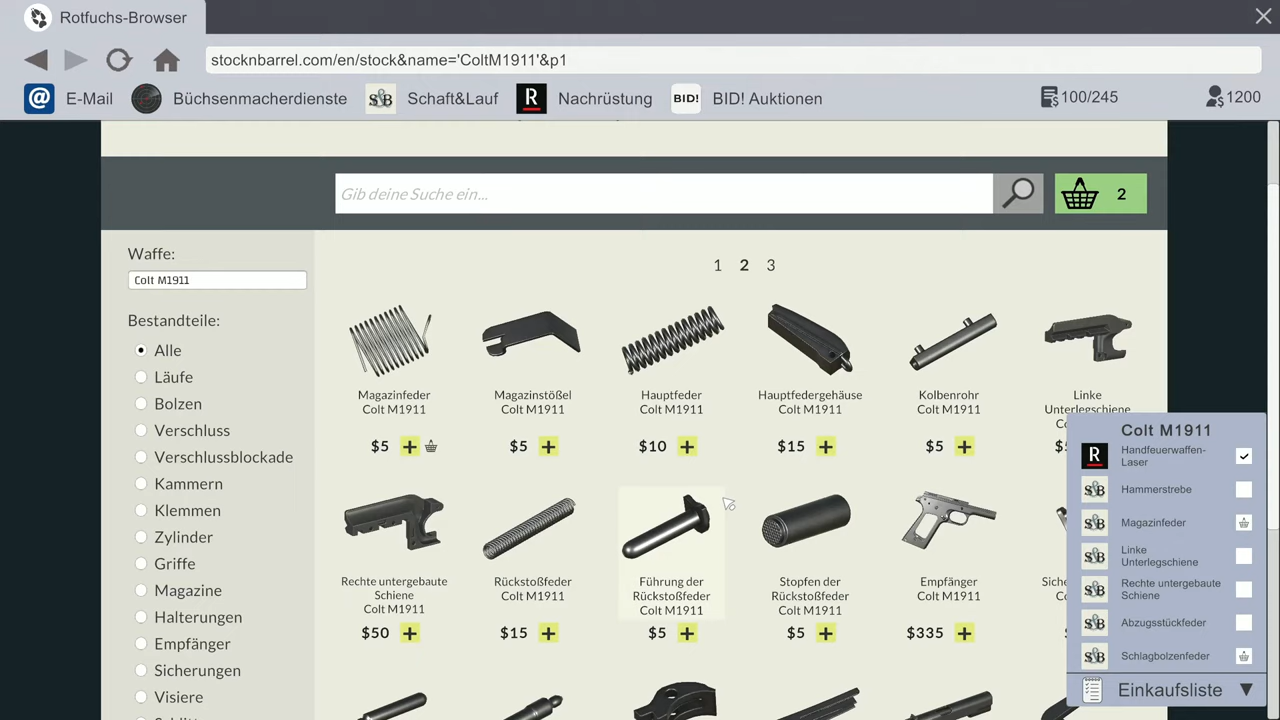 Rotfuchs-Browser
stocknbarrel.com/en/stock&name='ColtM1911'&p1
@ E-Mail Büchsenmacherdienste S&B Schaft&Lauf R Nachrüstung BID! BID! Auktionen 100/245 1200
Gib deine Suche ein... 2
Waffe:
Colt M1911
Bestandteile:
Alle
Läufe
Bolzen
Verschluss
Verschlussblockade
Kammern
Klemmen
Zylinder
Griffe
Magazine
Halterungen
Empfänger
Sicherungen
Visiere
1 2 3
Magazinfeder
Colt M1911
$5 +
Magazinstößel
Colt M1911
$5 +
Hauptfeder
Colt M1911
$10 +
Hauptfedergehäuse
Colt M1911
$15 +
Kolbenrohr
Colt M1911
$5 +
Linke
Unterlegschiene
Rechte untergebaute
Schiene
Colt M1911
$50 +
Rückstoßfeder
Colt M1911
$15 +
Führung der
Rückstoßfeder
Colt M1911
$5 +
Stopfen der
Rückstoßfeder
Colt M1911
$5 +
Empfänger
Colt M1911
$335 +
Colt M1911
R Handfeuerwaffen-
Laser
S&B Hammerstrebe
S&B Magazinfeder
S&B Linke
Unterlegschiene
S&B Rechte untergebaute
Schiene
S&B Abzugsstückfeder
S&B Schlagbolzenfeder
Einkaufsliste ▼